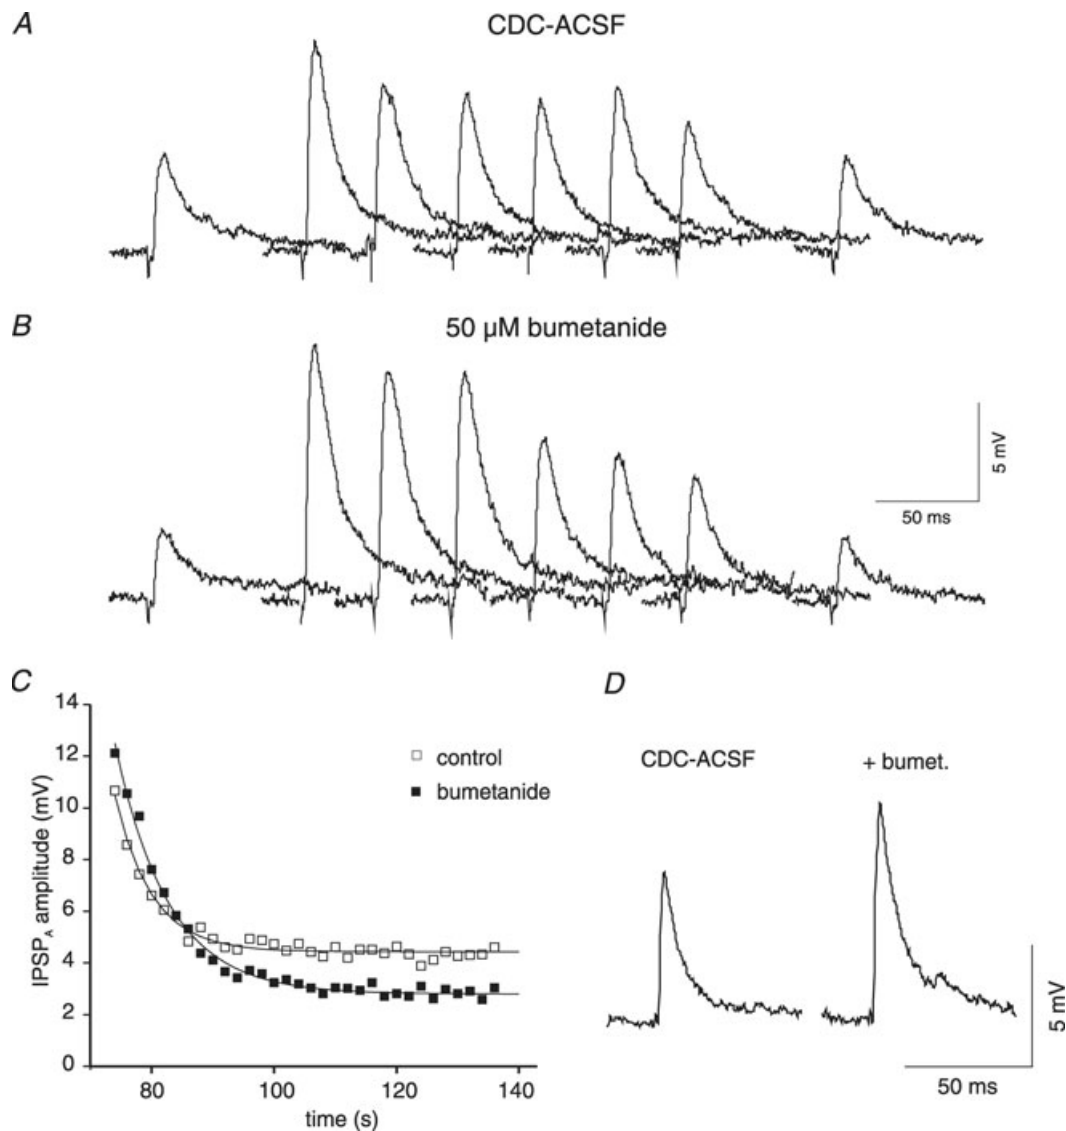 A
CDC-ACSF
B
50 µM bumetanide
5 mV
50 ms
C
14
12
10
8
6
4
2
0
80
100
120
140
IPSP_A amplitude (mV)
time (s)
control
bumetanide
D
CDC-ACSF
+ bumet.
5 mV
50 ms